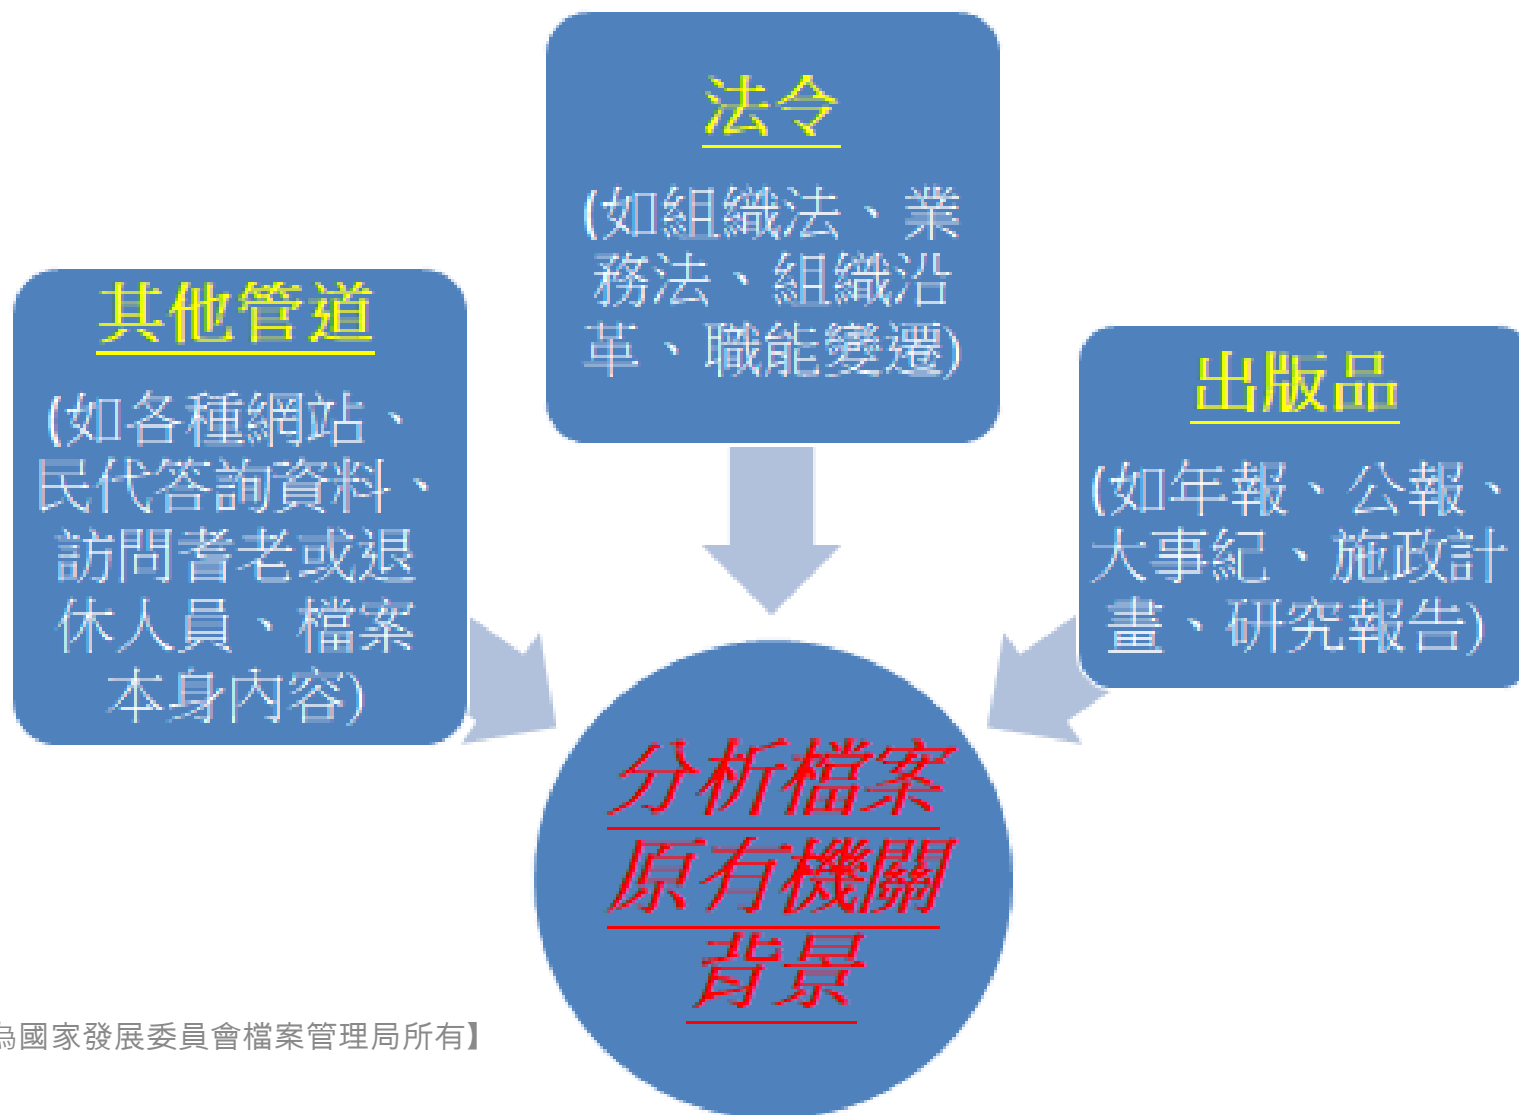 法令
(如組織法、業
務法、組織沿
革、職能變遷)
其他管道
(如各種網站、
民代答詢資料、
訪問耆老或退
休人員、檔案
本身內容)
出版品
(如年報、公報、
大事紀、施政計
畫、研究報告)
分析檔案
原有機關
背景
為國家發展委員會檔案管理局所有】